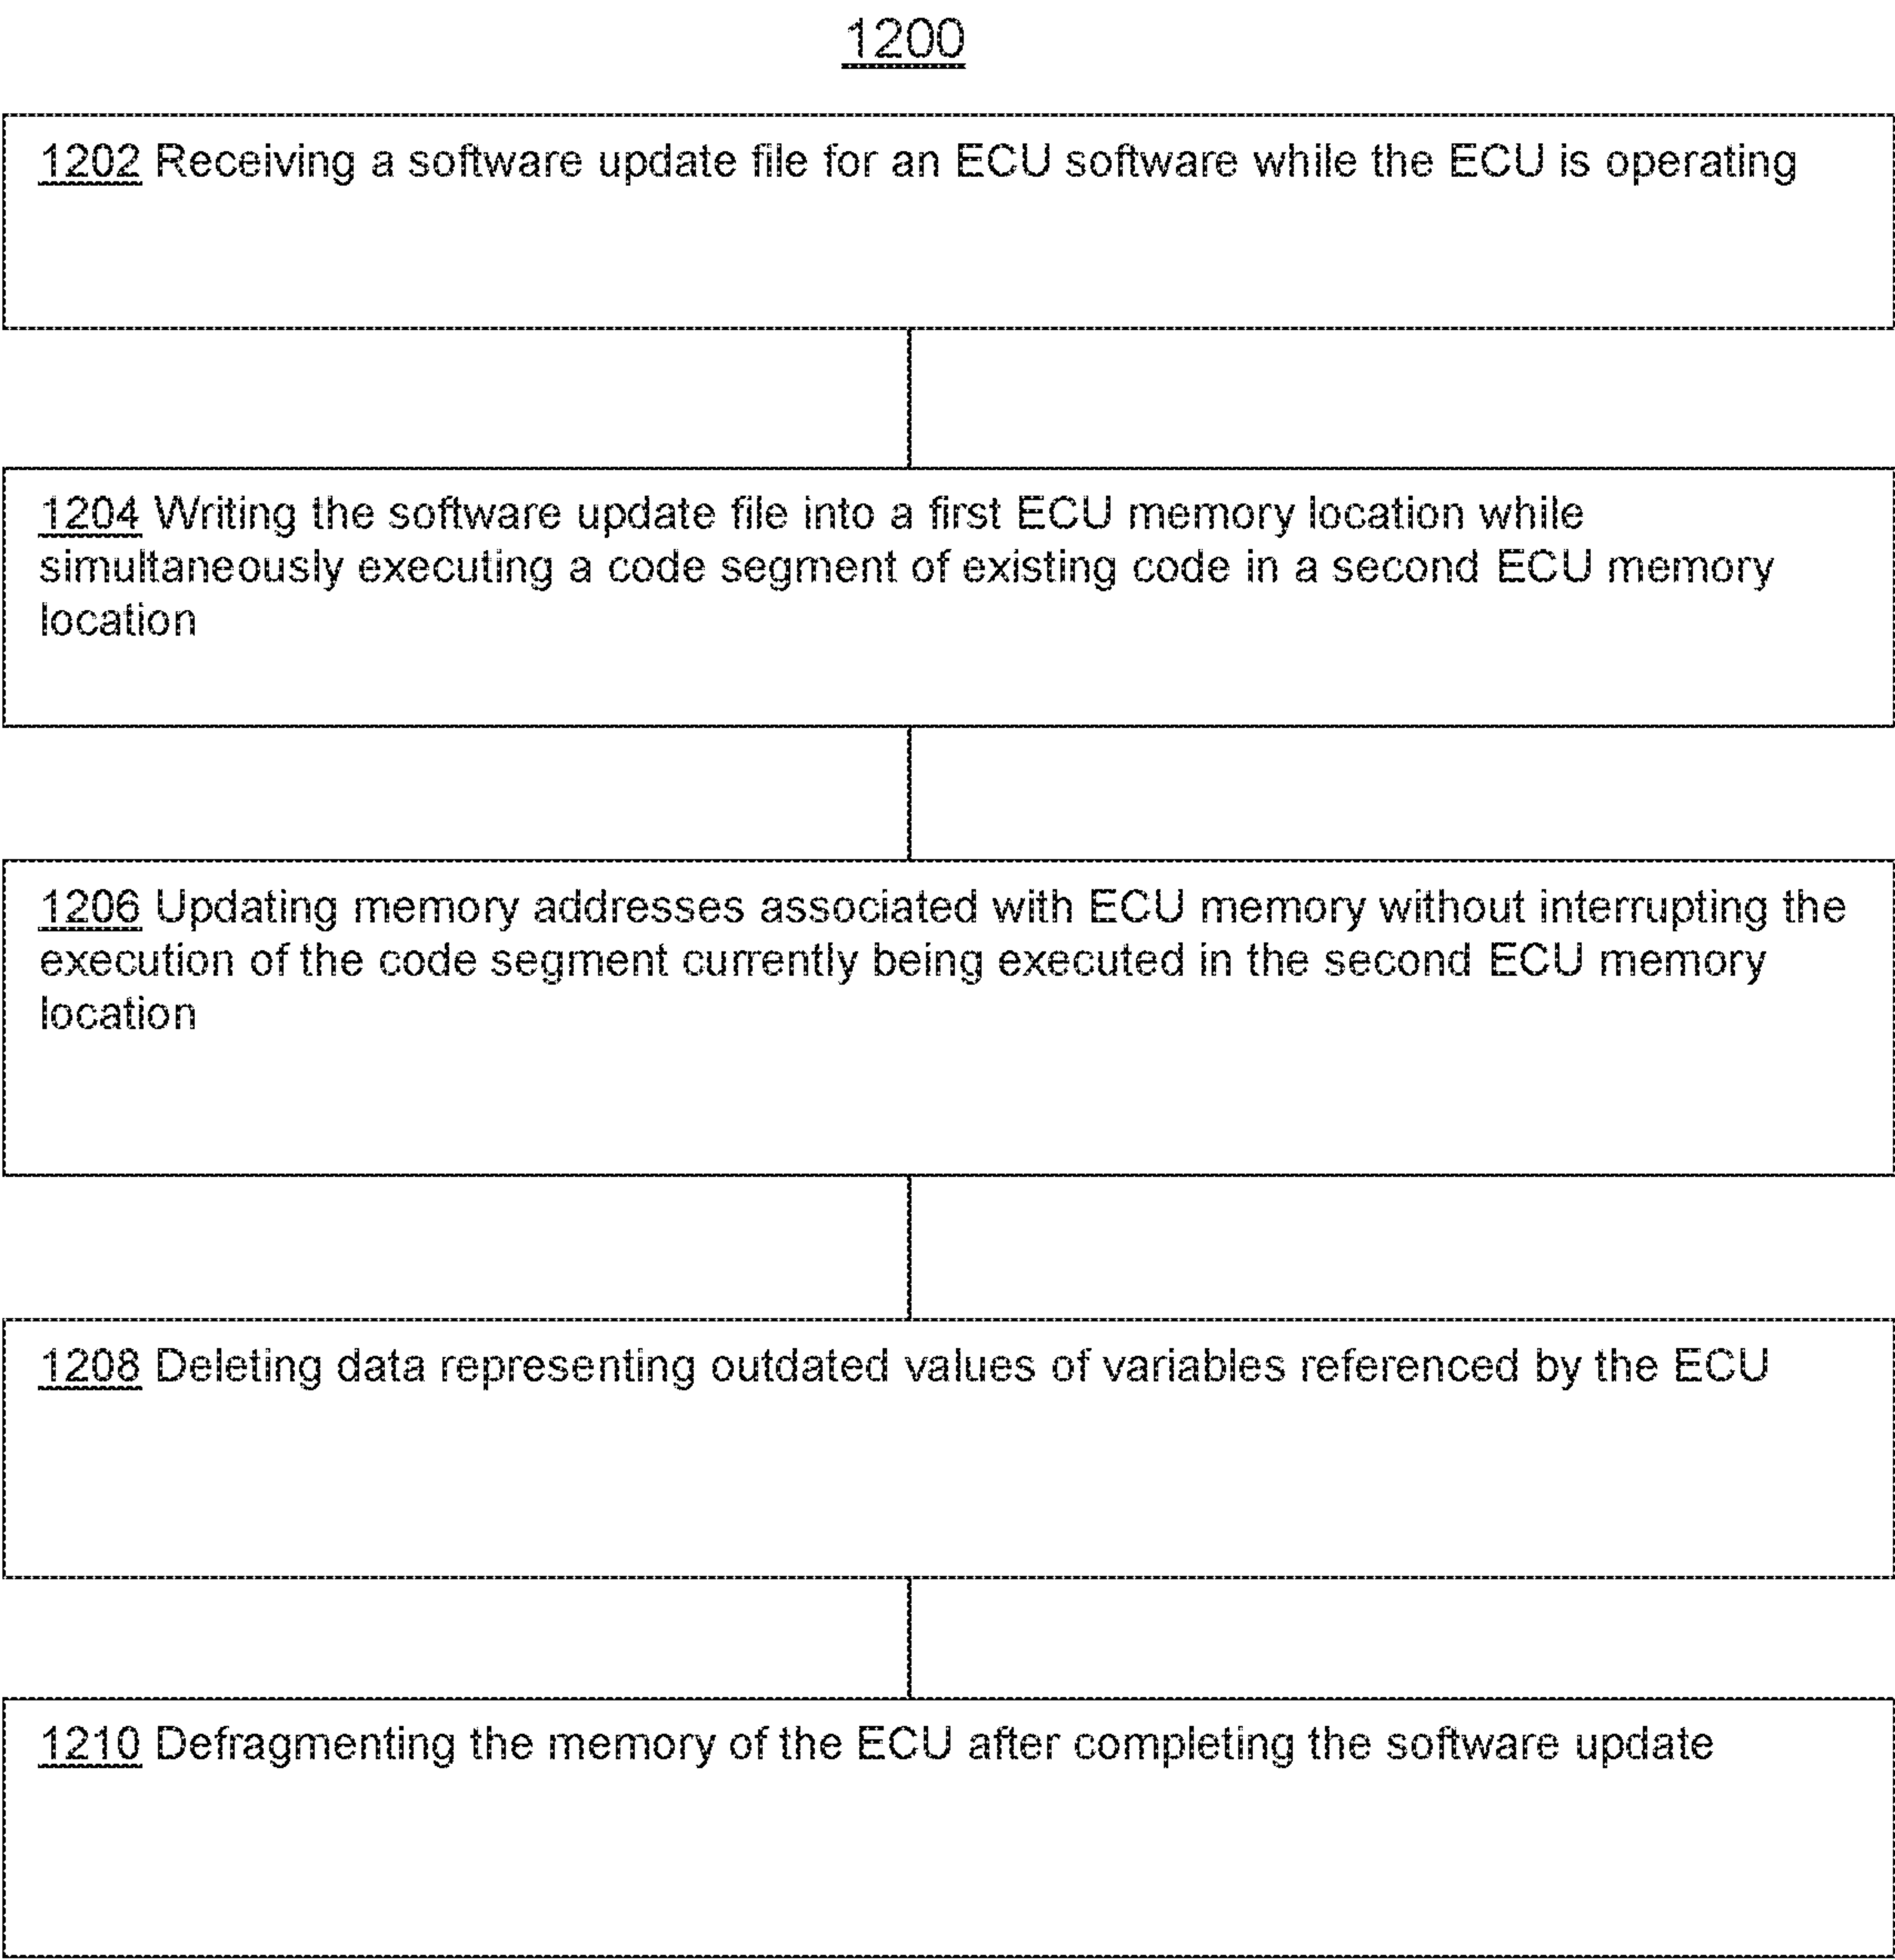 1200
1202 Receiving a software update file for an ECU software while the ECU is operating
1204 Writing the software update file into a first ECU memory location while
simultaneously executing a code segment of existing code in a second ECU memory
location
1206 Updating memory addresses associated with ECU memory without interrupting the
execution of the code segment currently being executed in the second ECU memory
location
1208 Deleting data representing outdated values of variables referenced by the ECU
1210 Defragmenting the memory of the ECU after completing the software update